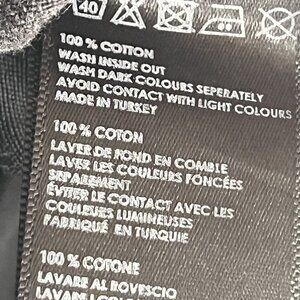 40
100 % COTTON
WASH INSIDE OUT
WASH DARK COLOURS SEPERATELY
AVOID CONTACT WITH LIGHT COLOURS
MADE IN TURKEY
100 % COTON
LAVER DE FOND EN COMBLE
LAVER LES COULEURS FONCÉES
SEPAREMENT
ÉVITER LE CONTACT AVEC LES
COULEURS LUMINEUSES
FABRIQUÉ EN TURQUIE
100 % COTONE
LAVARE AL ROVESCIO
LAVARE I